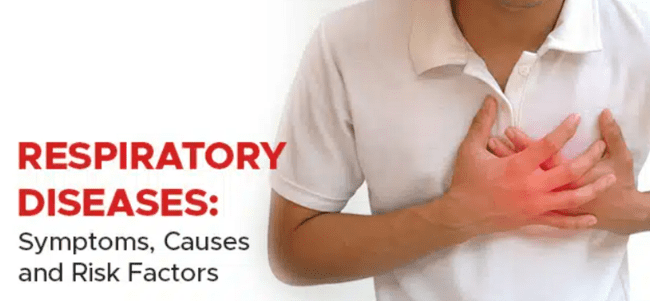 RESPIRATORY
DISEASES:
Symptoms, Causes
and Risk Factors